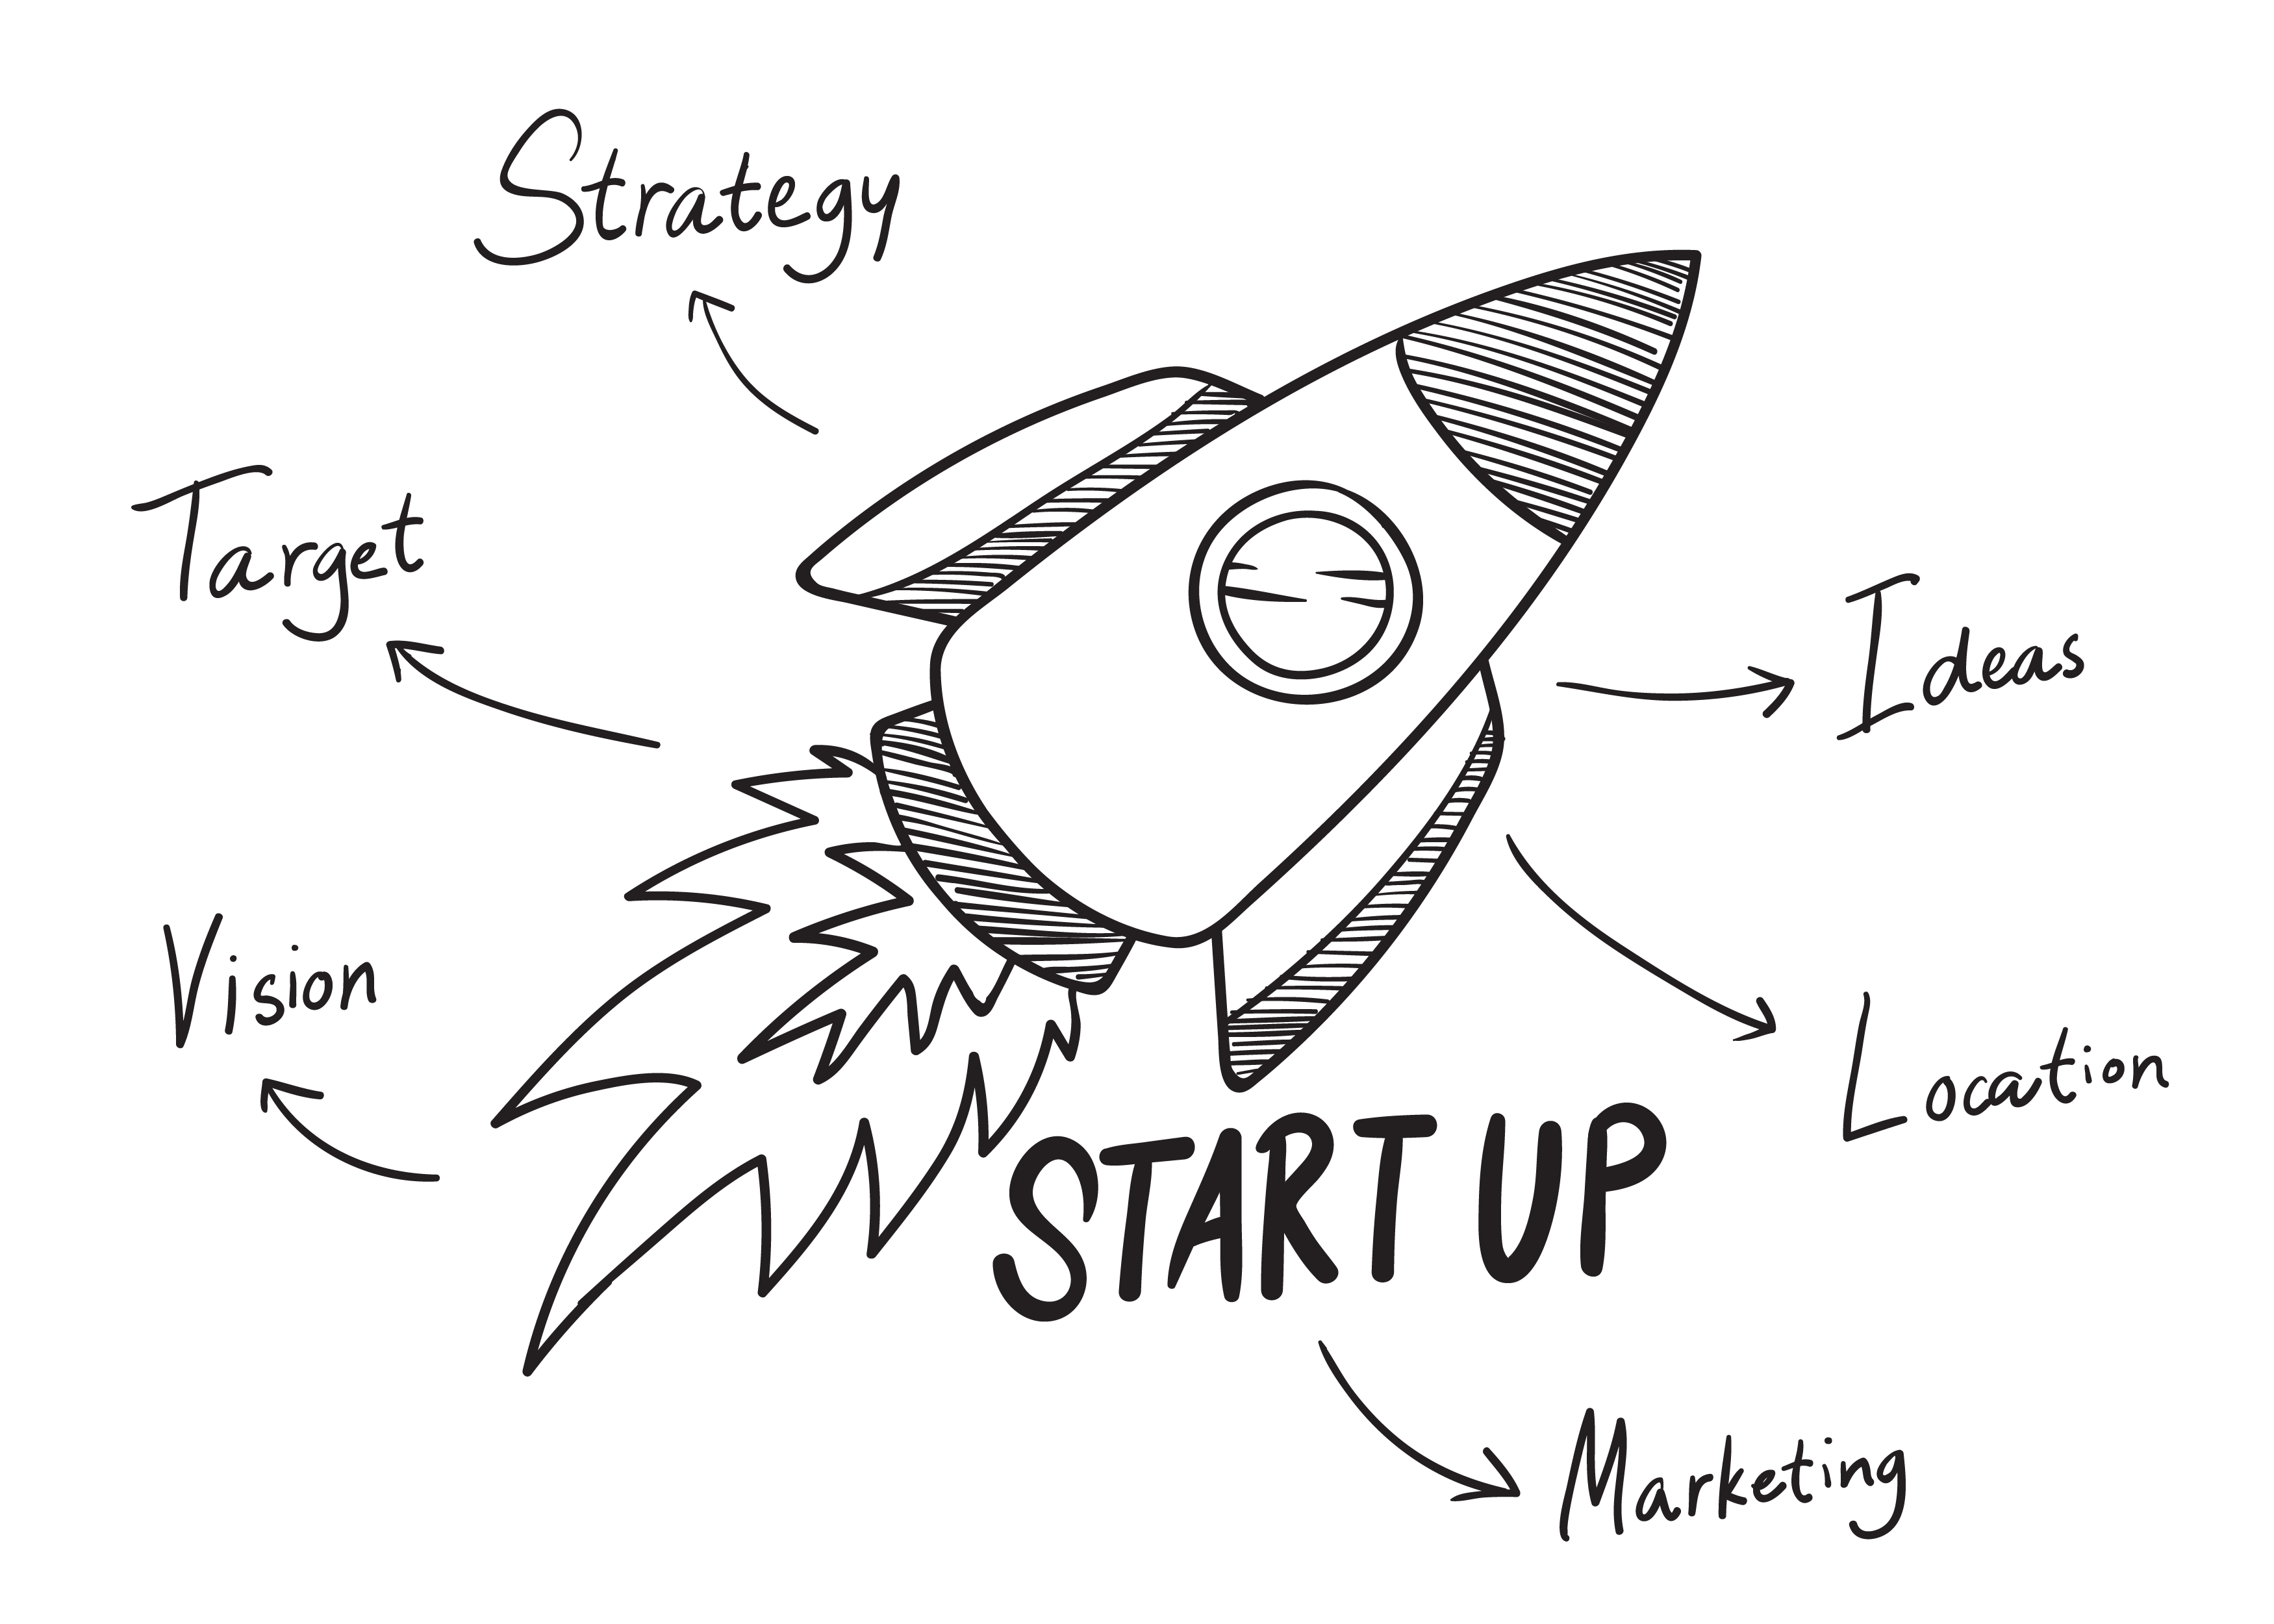 Strategy
Target
Ideas
Vision
Location
START UP
Marketing